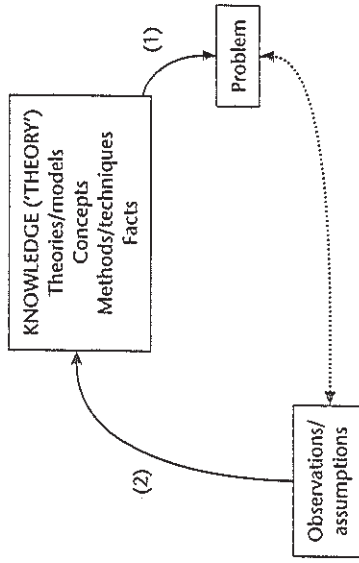 KNOWLEDGE ('THEORY')
Theories/models
Concepts
Methods/techniques
Facts
(1)
Problem
(2)
Observations/
assumptions